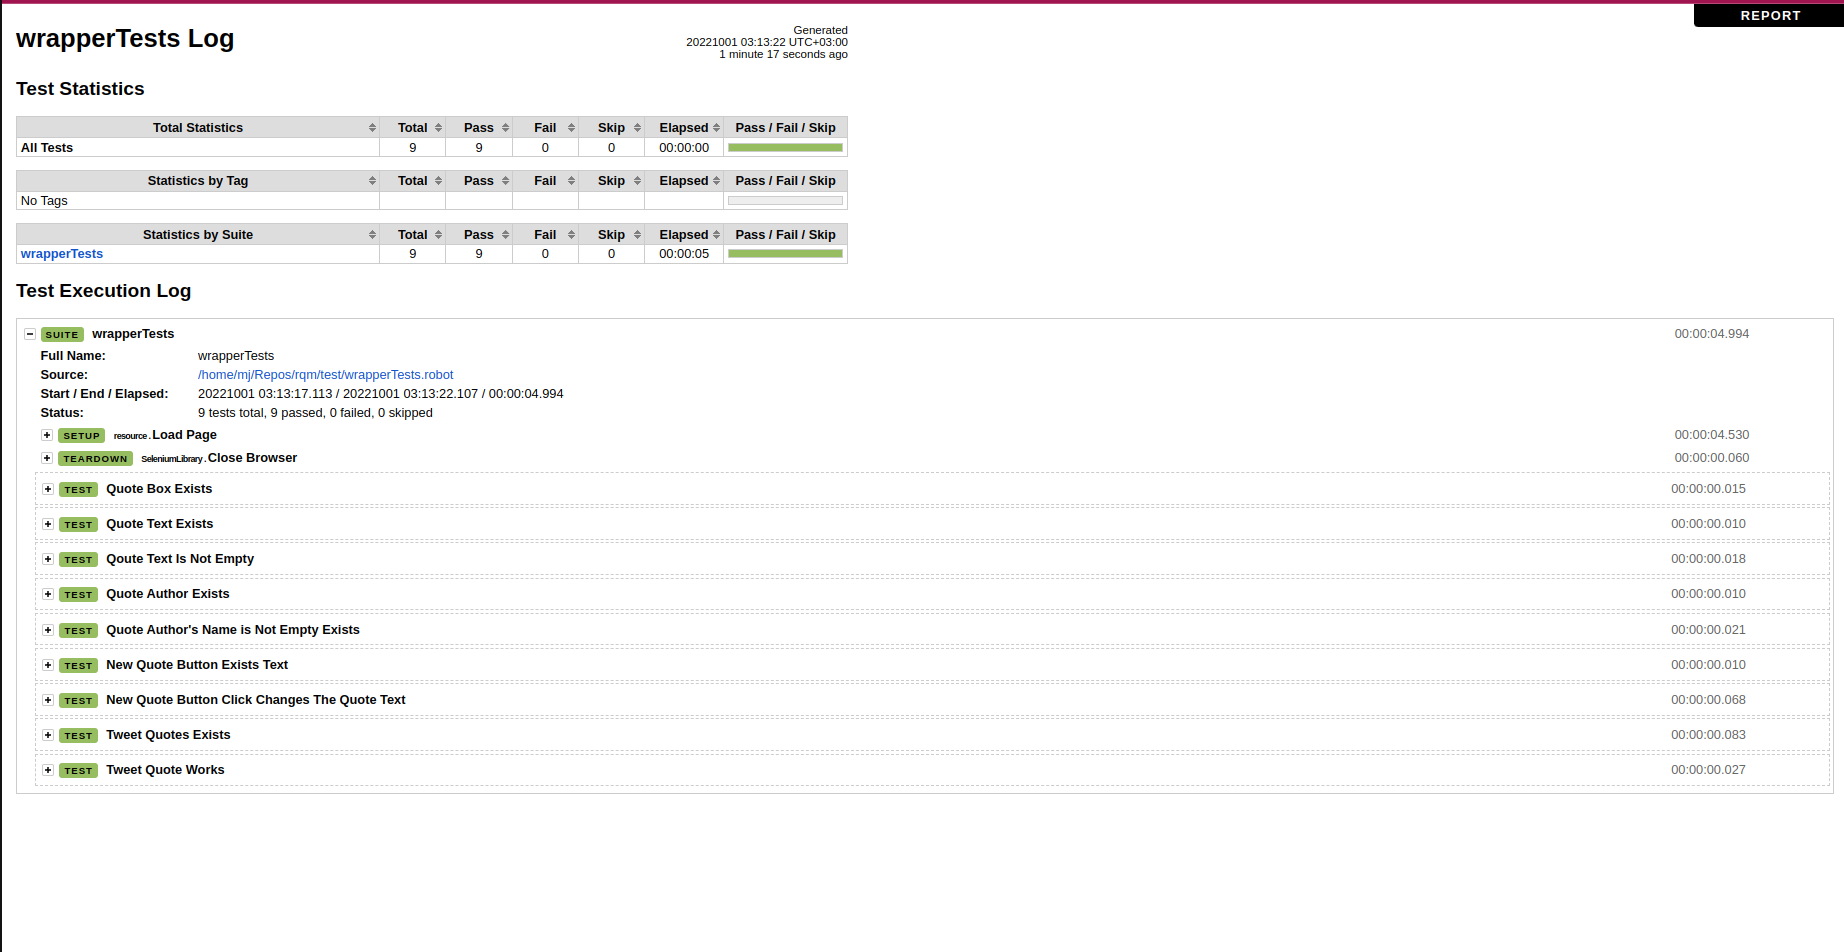 REPORT
wrapperTests Log
Generated
20221001 03:13:22 UTC+03:00
1 minute 17 seconds ago
Test Statistics
Total Statistics Total Pass Fail Skip Elapsed Pass / Fail / Skip
All Tests 9 9 0 0 00:00:00
Statistics by Tag Total Pass Fail Skip Elapsed Pass / Fail / Skip
No Tags
Statistics by Suite Total Pass Fail Skip Elapsed Pass / Fail / Skip
wrapperTests 9 9 0 0 00:00:05
Test Execution Log
SUITE wrapperTests 00:00:04.994
Full Name: wrapperTests
Source: /home/mj/Repos/rqm/test/wrapperTests.robot
Start / End / Elapsed: 20221001 03:13:17.113 / 20221001 03:13:22.107 / 00:00:04.994
Status: 9 tests total, 9 passed, 0 failed, 0 skipped
SETUP resource.Load Page 00:00:04.530
TEARDOWN SeleniumLibrary.Close Browser 00:00:00.060
TEST Quote Box Exists 00:00:00.015
TEST Quote Text Exists 00:00:00.010
TEST Qoute Text Is Not Empty 00:00:00.018
TEST Quote Author Exists 00:00:00.010
TEST Quote Author's Name is Not Empty Exists 00:00:00.021
TEST New Quote Button Exists Text 00:00:00.010
TEST New Quote Button Click Changes The Quote Text 00:00:00.068
TEST Tweet Quotes Exists 00:00:00.083
TEST Tweet Quote Works 00:00:00.027